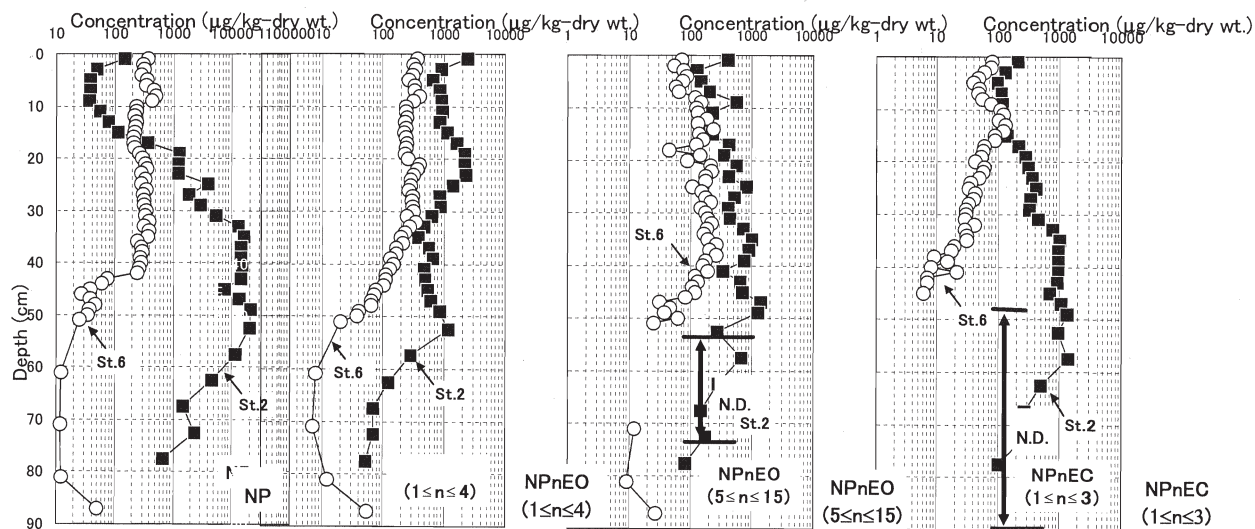 Concentration (μg/kg-dry wt.)
Concentration (μg/kg-dry wt.)
Concentration (μg/kg-dry wt.)
Concentration (μg/kg-dry wt.)
10 100 1000
10 100 1000 10000
1 10 100 1000 10000
1 10 100 1000 10000
Depth (cm)
0
10
20
30
40
50
60
70
80
90
St.6
St.2
NP
St.6
St.2
(1≤n≤4)
NPnEO
(1≤n≤4)
St.6
N.D.
St.2
NPnEO
(5≤n≤15)
NPnEO
(5≤n≤15)
St.6
St.2
N.D.
NPnEC
(1≤n≤3)
NPnEC
(1≤n≤3)